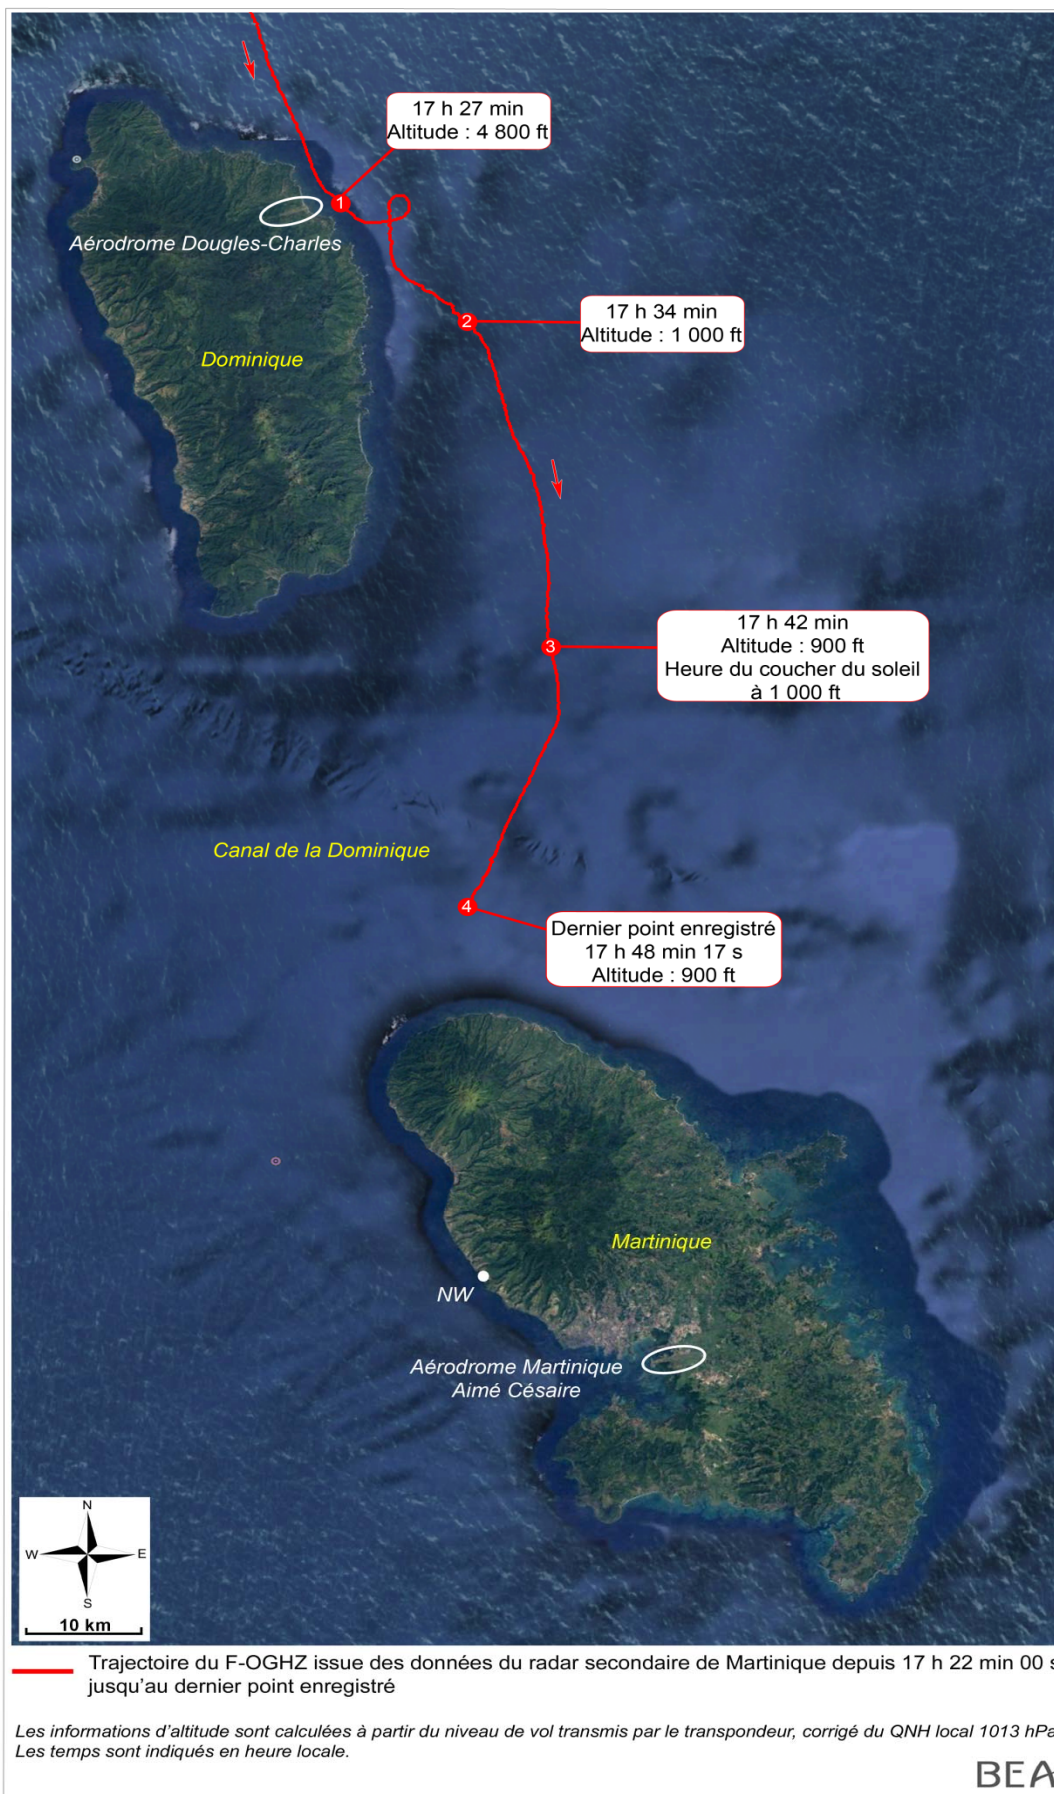 17 h 27 min
Altitude : 4 800 ft
1
Aérodrome Dougles-Charles
17 h 34 min
Altitude : 1 000 ft
2
Dominique
17 h 42 min
Altitude : 900 ft
Heure du coucher du soleil
à 1 000 ft
3
Canal de la Dominique
4
Dernier point enregistré
17 h 48 min 17 s
Altitude : 900 ft
Martinique
NW
Aérodrome Martinique
Aimé Césaire
N
W
E
S
10 km
Trajectoire du F-OGHZ issue des données du radar secondaire de Martinique depuis 17 h 22 min 00 s
jusqu'au dernier point enregistré
Les informations d'altitude sont calculées à partir du niveau de vol transmis par le transpondeur, corrigé du QNH local 1013 hPa
Les temps sont indiqués en heure locale.
BEA